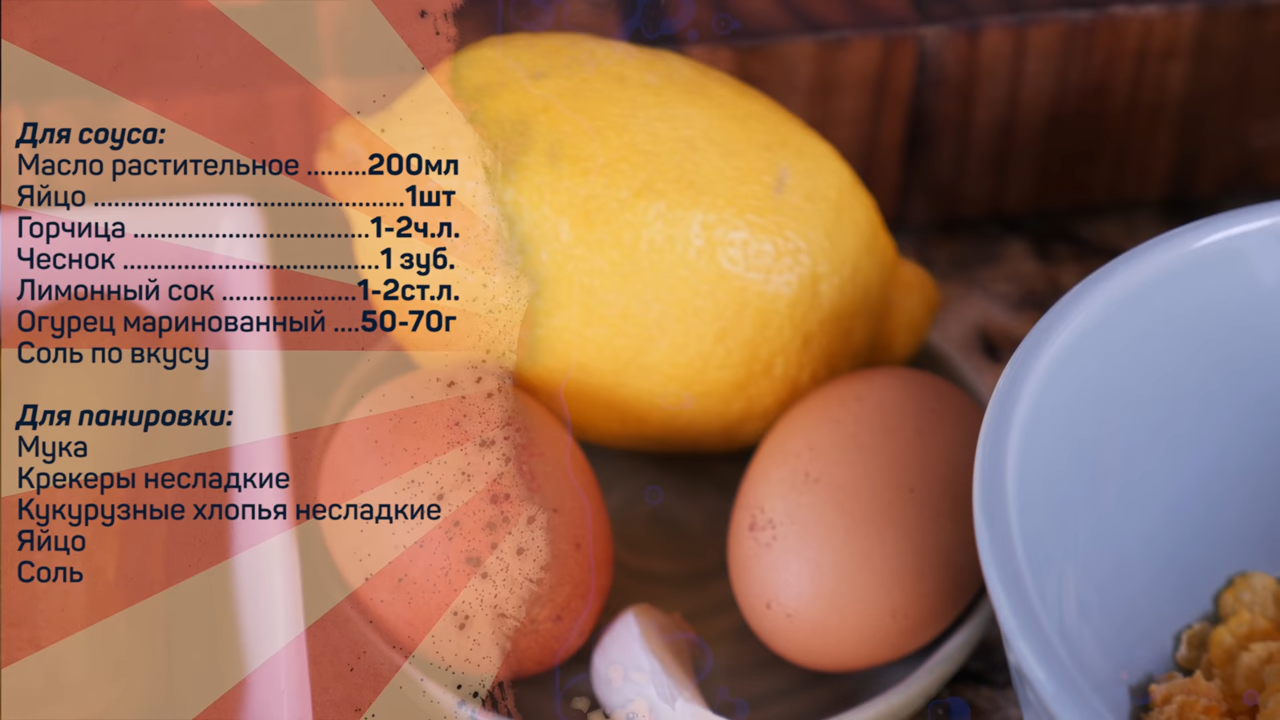 Для соуса:
Масло растительное .........200мл
Яйцо .........................................1шт
Горчица ...............................1-2ч.л.
Чеснок ..................................1 зуб.
Лимонный сок ..................1-2ст.л.
Огурец маринованный ....50-70г
Соль по вкусу
Для панировки:
Мука
Крекеры несладкие
Кукурузные хлопья несладкие
Яйцо
Соль